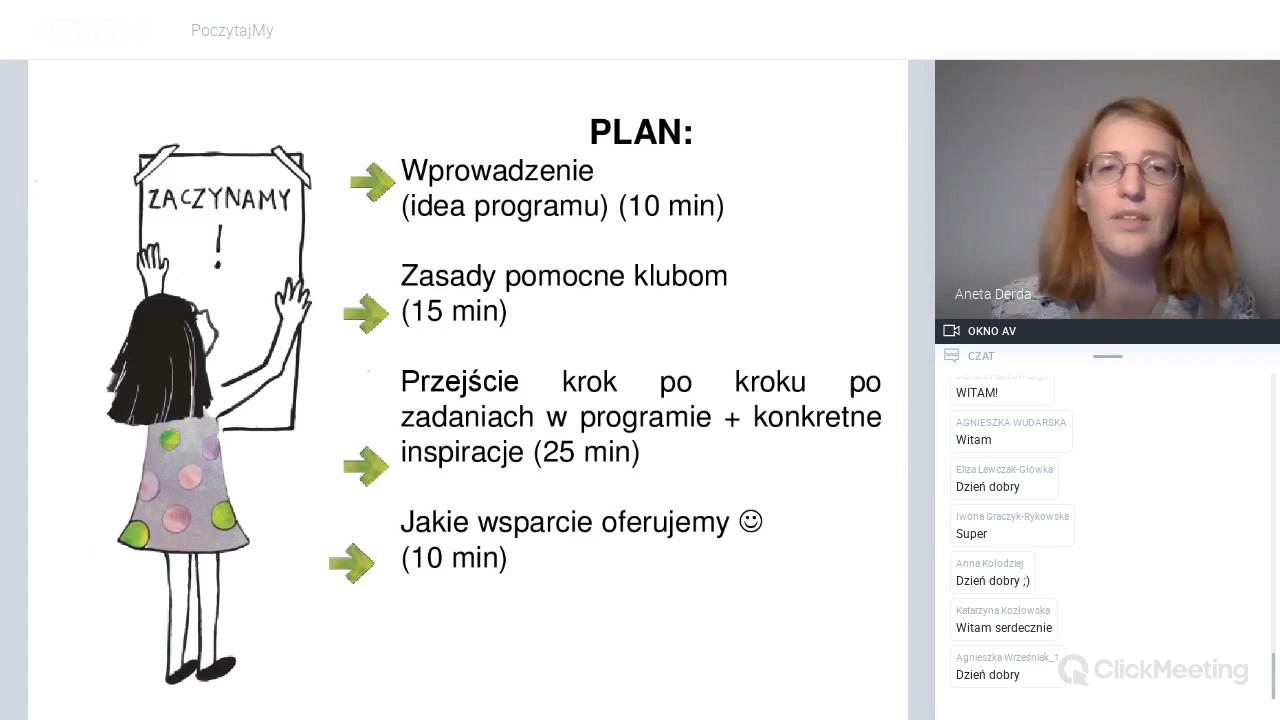 PoczytajMy
ZACZYNAMY
!
PLAN:
Wprowadzenie
(idea programu) (10 min)
Zasady pomocne klubom
(15 min)
Przejście krok po kroku po
zadaniach w programie + konkretne
inspiracje (25 min)
Jakie wsparcie oferujemy ☺
(10 min)
Aneta Derda
OKNO AV
CZAT
WITAM!
AGNIESZKA WUDARSKA
Witam
Eliza Lewczak-Główka
Dzień dobry
Iwona Graczyk-Rykowska
Super
Anna Kołodziej
Dzień dobry ;)
Katarzyna Kozłowska
Witam serdecznie
Agnieszka Wrześniak_1
Dzień dobry
ClickMeeting